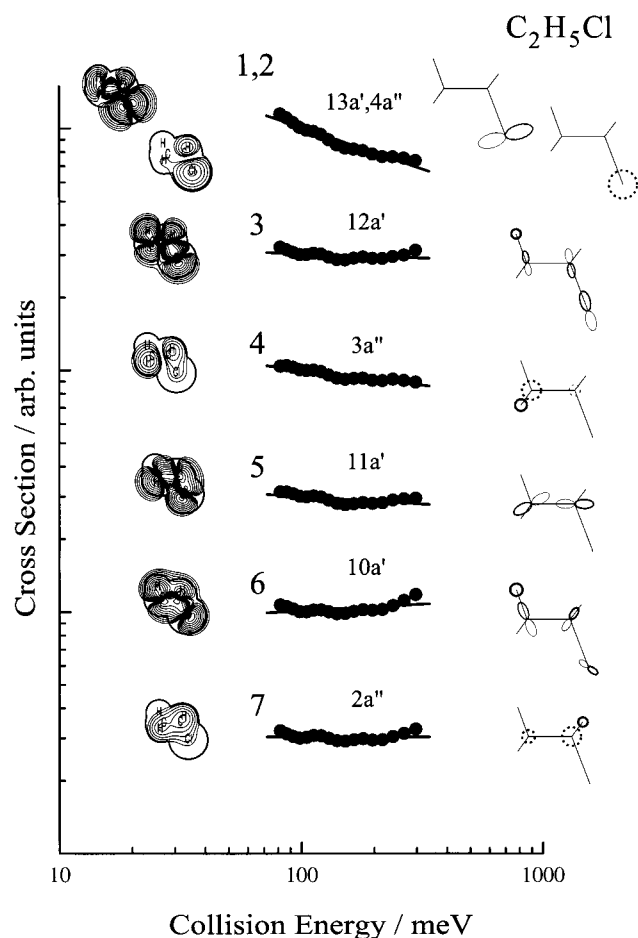 C₂H₅Cl
1,2
13a',4a"
3
12a'
4
3a"
5
11a'
6
10a'
7
2a"
Cross Section / arb. units
10
100
1000
Collision Energy / meV